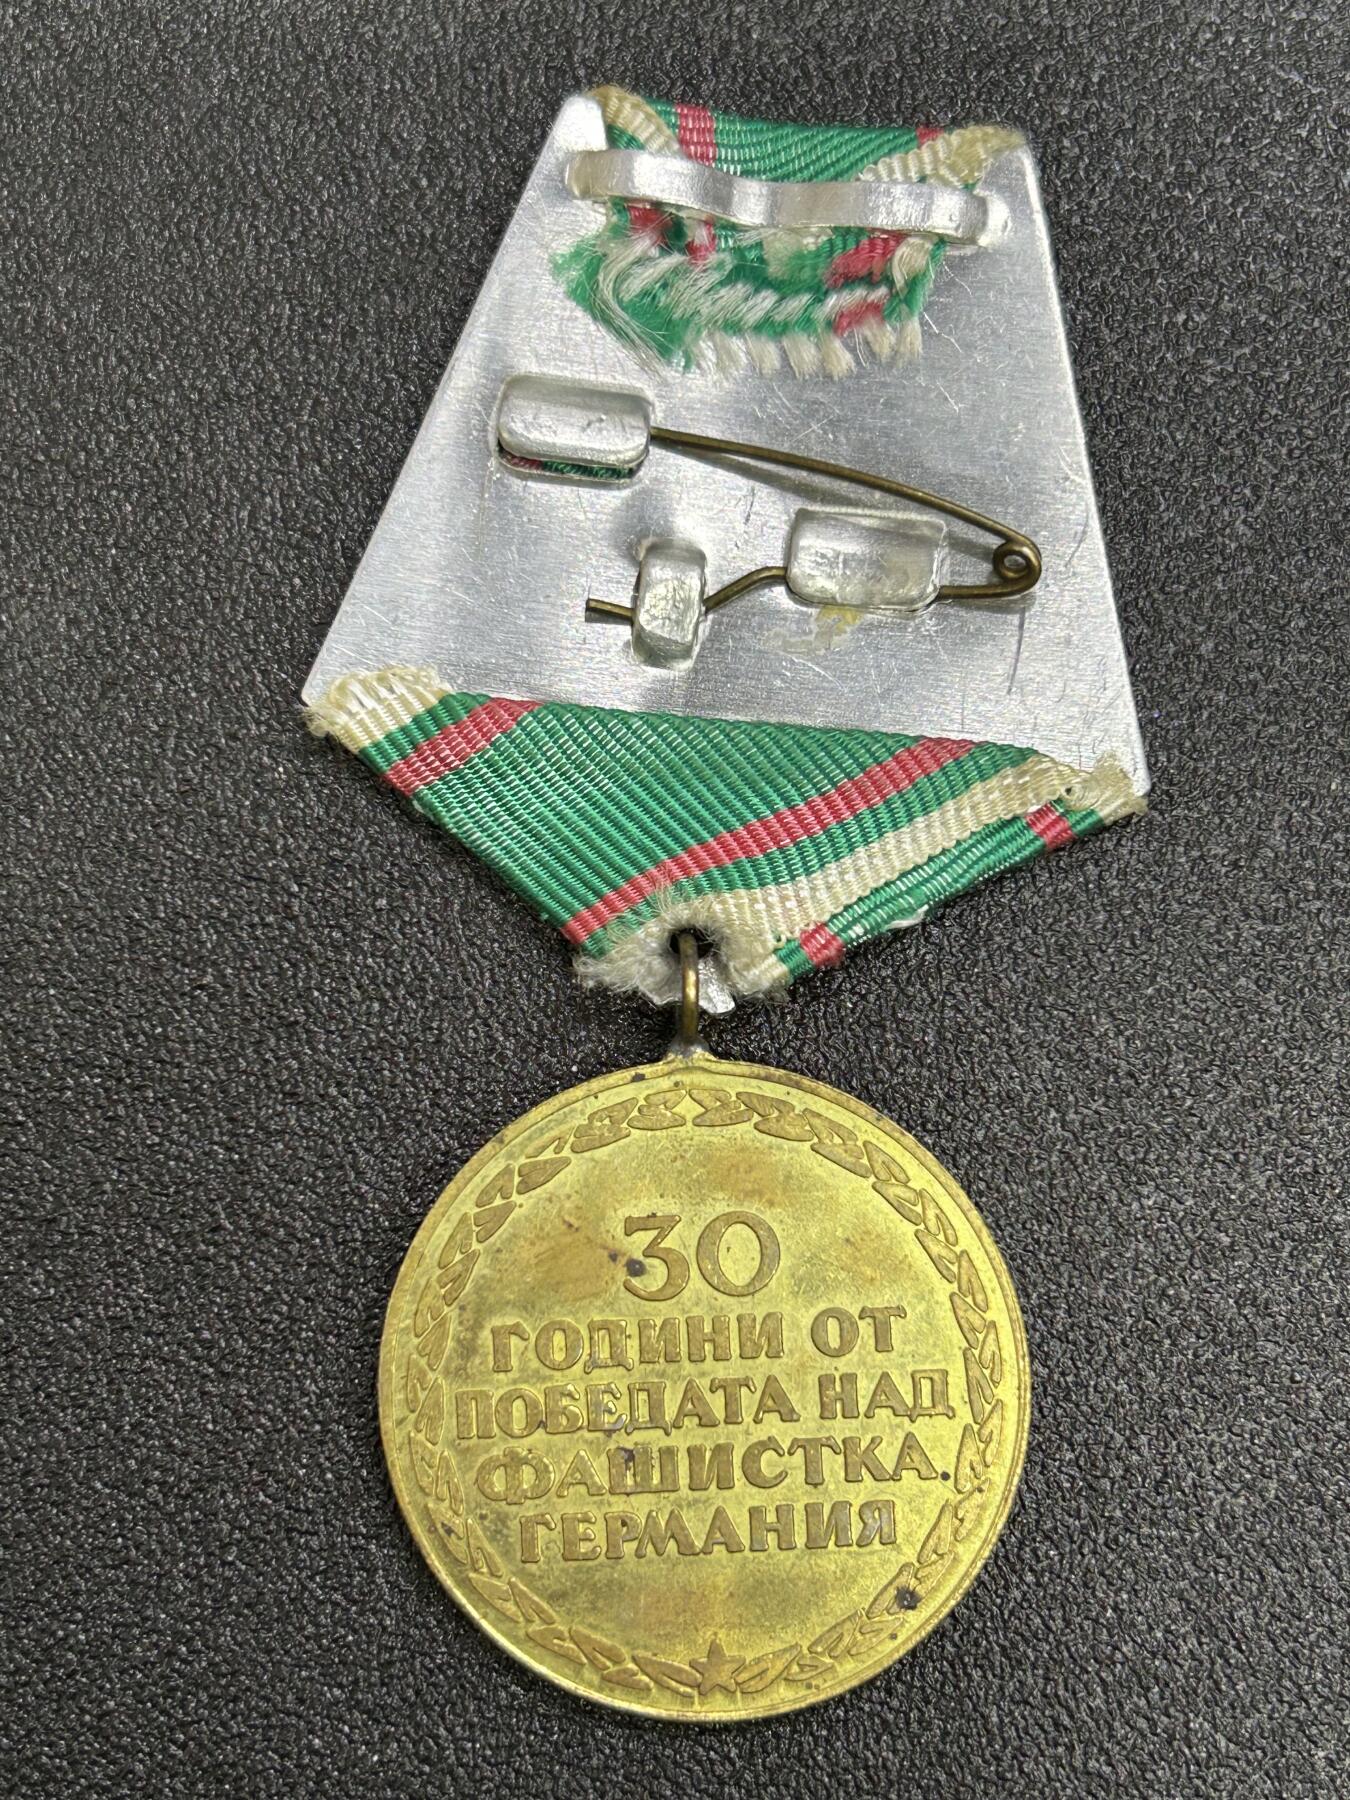 30
ГОДИНИ ОТ
ПОБЕДАТА НАД
ФАШИСТКА
ГЕРМАНИЯ